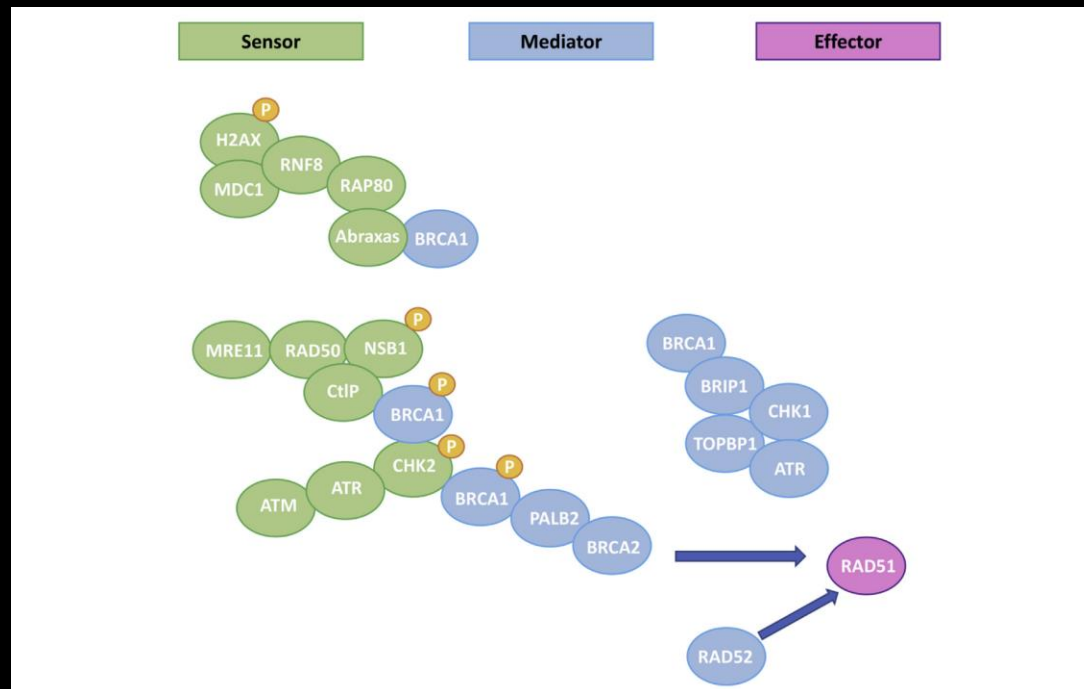 Sensor
Mediator
Effector
P
H2AX
RNF8
MDC1
RAP80
Abraxas
BRCA1
P
MRE11
RAD50
NSB1
CtIP
P
BRCA1
P
CHK2
ATR
ATM
P
BRCA1
PALB2
BRCA2
BRCA1
BRIP1
CHK1
TOPBP1
ATR
RAD51
RAD52